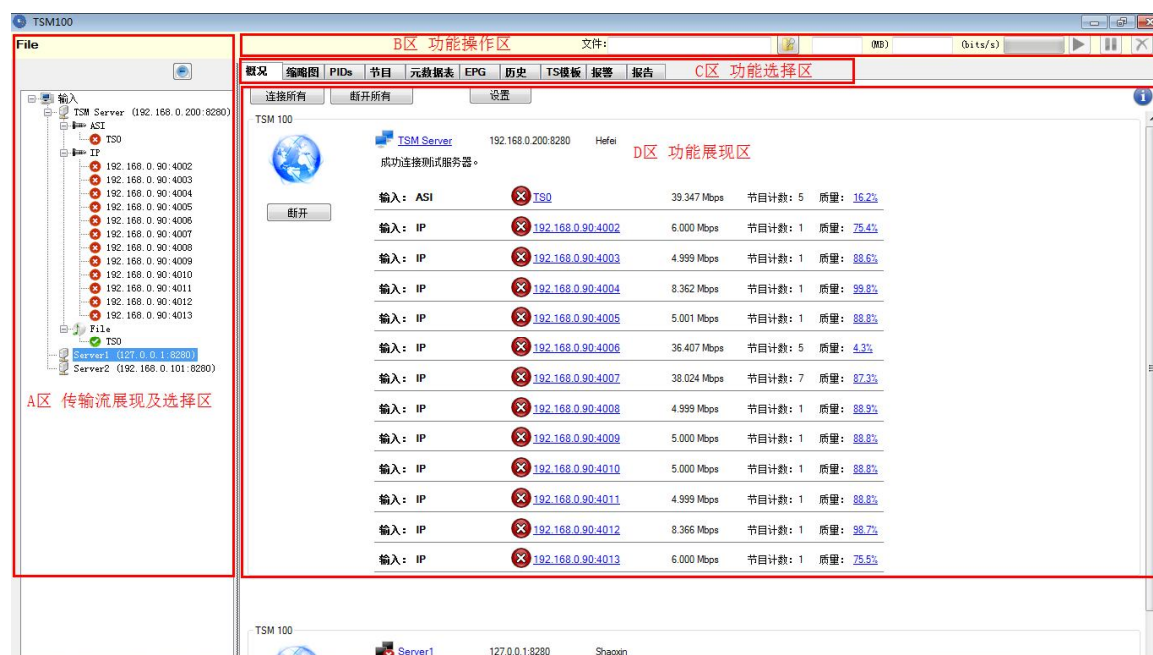 TSM100
File
B区 功能操作区
文件:
(MB)
(bits/s)
概况 缩略图 PIDs 节目 元数据表 EPG 历史 TS模板 报警 报告
C区 功能选择区
连接所有 断开所有 设置
输入
TSM Server (192.168.0.200:8280)
ASI
TS0
IP
192.168.0.90:4002
192.168.0.90:4003
192.168.0.90:4004
192.168.0.90:4005
192.168.0.90:4006
192.168.0.90:4007
192.168.0.90:4008
192.168.0.90:4009
192.168.0.90:4010
192.168.0.90:4011
192.168.0.90:4012
192.168.0.90:4013
File
TS0
Server1 (127.0.0.1:8280)
Server2 (192.168.0.101:8280)
A区 传输流展现及选择区
TSM 100
TSM Server 192.168.0.200:8280 Hefei
D区 功能展现区
成功连接测试服务器。
断开
输入: ASI TS0 39.347 Mbps 节目计数: 5 质量: 16.2%
输入: IP 192.168.0.90:4002 6.000 Mbps 节目计数: 1 质量: 75.4%
输入: IP 192.168.0.90:4003 4.999 Mbps 节目计数: 1 质量: 88.6%
输入: IP 192.168.0.90:4004 8.362 Mbps 节目计数: 1 质量: 99.8%
输入: IP 192.168.0.90:4005 5.001 Mbps 节目计数: 1 质量: 88.8%
输入: IP 192.168.0.90:4006 36.407 Mbps 节目计数: 5 质量: 4.3%
输入: IP 192.168.0.90:4007 38.024 Mbps 节目计数: 7 质量: 87.3%
输入: IP 192.168.0.90:4008 4.999 Mbps 节目计数: 1 质量: 88.9%
输入: IP 192.168.0.90:4009 5.000 Mbps 节目计数: 1 质量: 88.8%
输入: IP 192.168.0.90:4010 5.000 Mbps 节目计数: 1 质量: 88.8%
输入: IP 192.168.0.90:4011 4.999 Mbps 节目计数: 1 质量: 88.8%
输入: IP 192.168.0.90:4012 8.366 Mbps 节目计数: 1 质量: 98.7%
输入: IP 192.168.0.90:4013 6.000 Mbps 节目计数: 1 质量: 75.5%
TSM 100
Server1 127.0.0.1:8280 Shaoxin